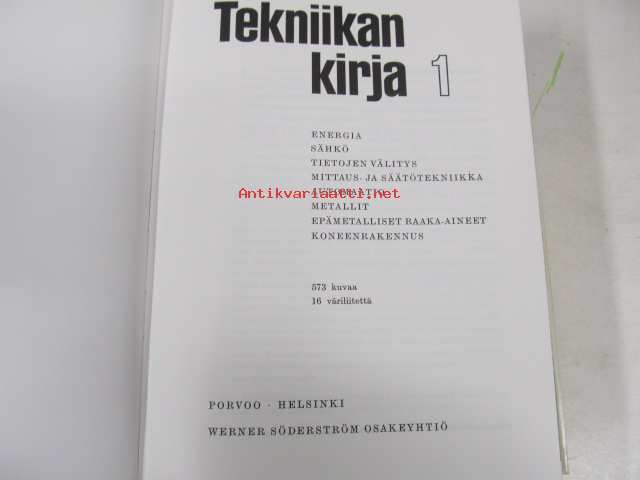 Tekniikan
kirja 1
ENERGIA
SÄHKÖ
TIETOJEN VÄLITYS
MITTAUS- JA SÄÄTÖTEKNIIKKA
AUTOMAATIO
Antikvariaatti.net
METALLIT
EPÄMETALLISET RAAKA-AINEET
KONEENRAKENNUS
573 kuvaa
16 väriliitettä
PORVOO · HELSINKI
WERNER SÖDERSTRÖM OSAKEYHTIÖ